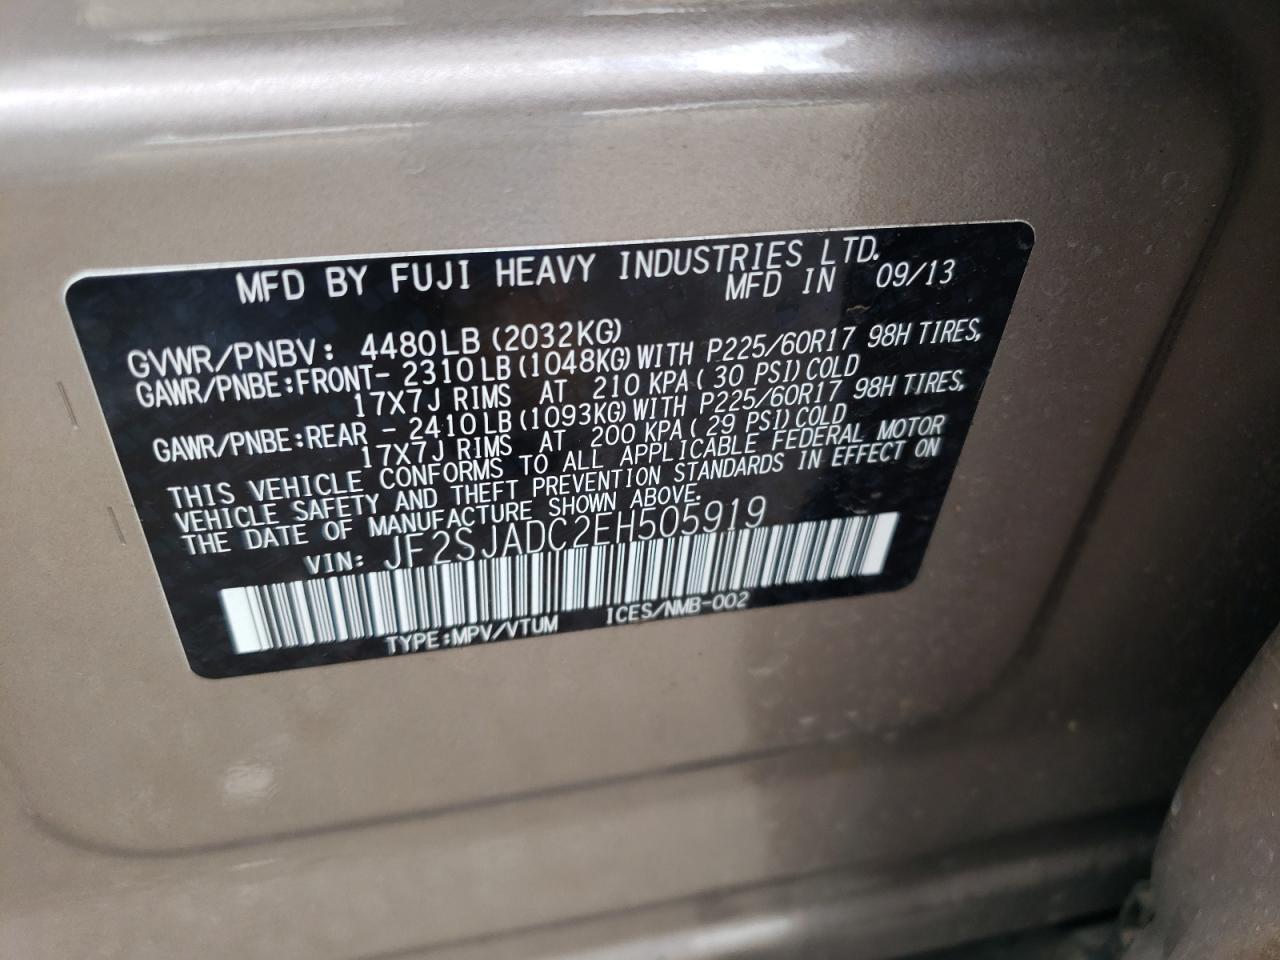 MFD BY FUJI HEAVY INDUSTRIES LTD.
MFD IN 09/13
GVWR/PNBV: 4480LB (2032KG)
GAWR/PNBE:FRONT- 2310LB (1048KG) WITH P225/60R17 98H TIRES,
17X7J RIMS AT 210 KPA ( 30 PSI) COLD
GAWR/PNBE:REAR - 2410LB (1093KG) WITH P225/60R17 98H TIRES,
17X7J RIMS AT 200 KPA ( 29 PSI) COLD
THIS VEHICLE CONFORMS TO ALL APPLICABLE FEDERAL MOTOR
VEHICLE SAFETY AND THEFT PREVENTION STANDARDS IN EFFECT ON
THE DATE OF MANUFACTURE SHOWN ABOVE.
VIN: JF2SJADC2EH505919
TYPE:MPV/VTUM ICES/NMB-002